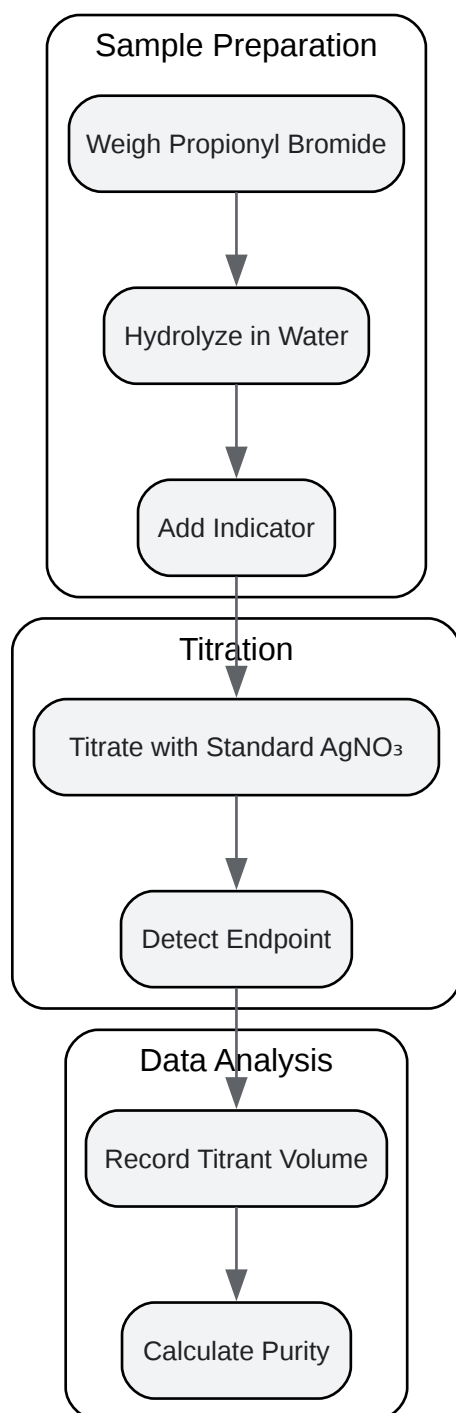 Sample Preparation
Weigh Propionyl Bromide
Hydrolyze in Water
Add Indicator
Titration
Titrate with Standard AgNO₃
Detect Endpoint
Data Analysis
Record Titrant Volume
Calculate Purity